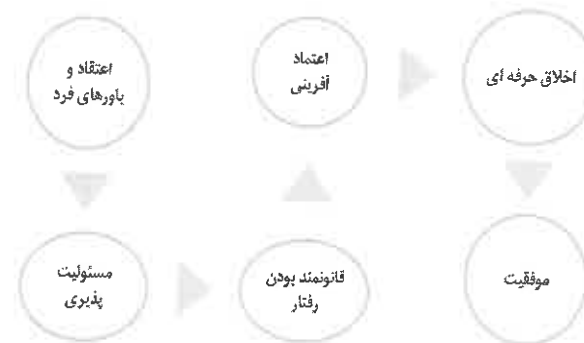 اعتقاد و
باورهای فرد
مسئولیت
پذیری
قانونمند بودن
رفتار
اعتماد
آفرینی
اخلاق حرفه ای
موفقیت